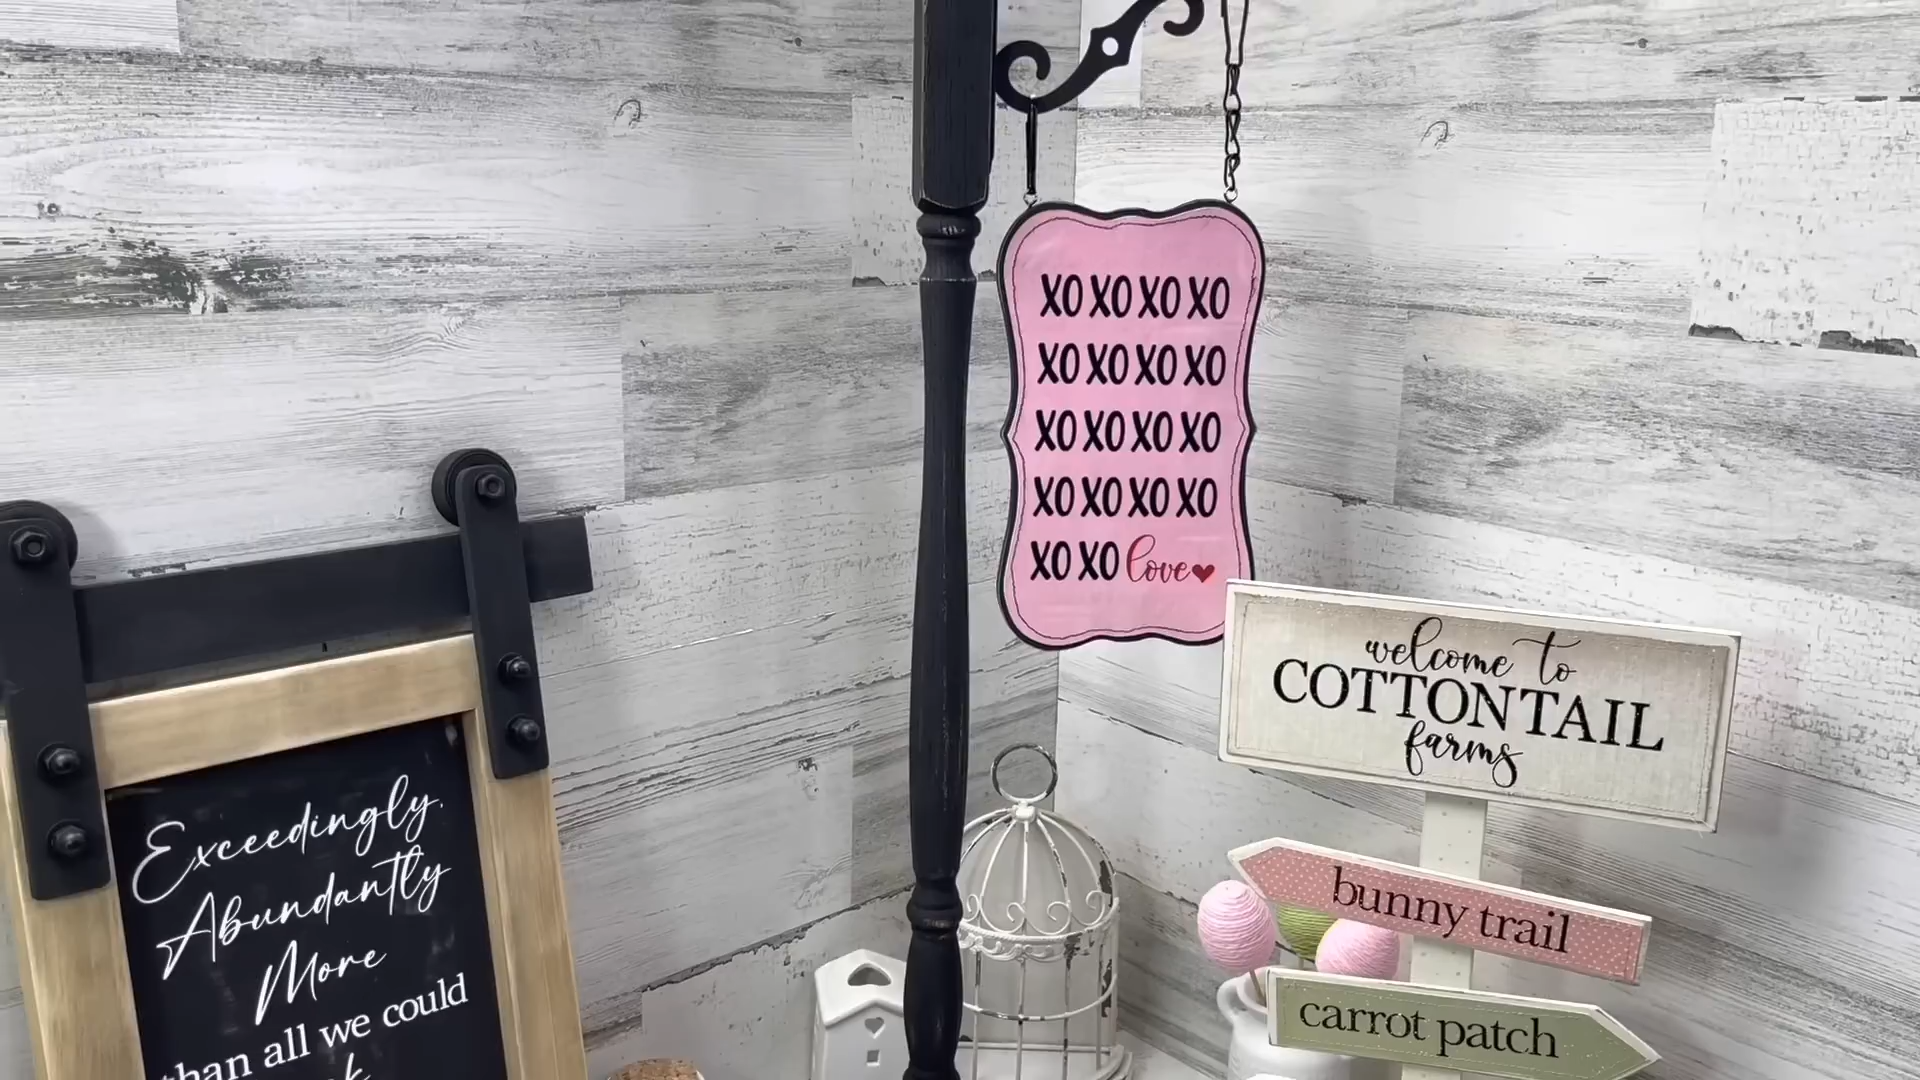 XO XO XO XO
XO XO XO XO
XO XO XO XO
XO XO XO XO
XO XO love
welcome to
COTTONTAIL
farms
bunny trail
carrot patch
Exceedingly,
Abundantly
More
than all we could